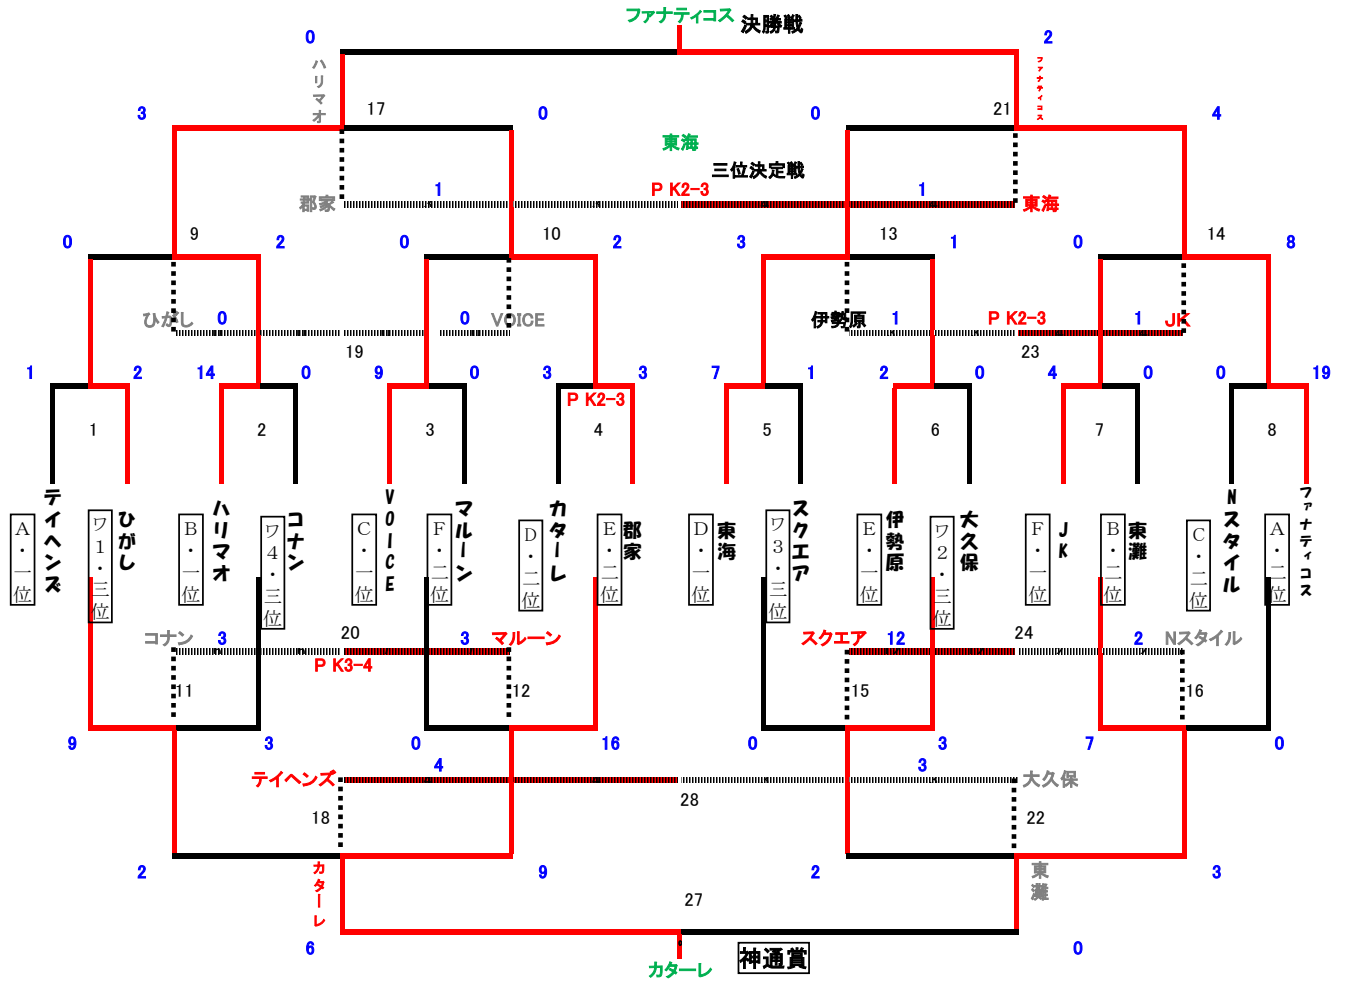 ファナティコス
決勝戦
0
2
ハリマオ
ファナティコス
3
17
0
0
21
4
東海
三位決定戦
1
P K2-3
1
郡家
東海
9
10
13
14
0
2
0
2
3
1
0
8
ひがし
0
0
VOICE
伊勢原
1
P K2-3
1
JK
19
23
1
2
14
0
9
0
3
3
7
1
2
0
4
0
0
19
P K2-3
1
2
3
4
5
6
7
8
A・一位
テイヘンズ
ワ1・三位
ひがし
B・一位
ハリマオ
ワ4・三位
コナン
C・一位
VOICE
F・二位
マルーン
D・二位
カターレ
E・二位
郡家
D・一位
東海
ワ3・三位
スクエア
E・一位
伊勢原
ワ2・三位
大久保
F・一位
JK
B・二位
東灘
C・二位
Nスタイル
A・二位
ファナティコス
コナン
3
20
3
マルーン
スクエア
12
24
2
Nスタイル
P K3-4
11
12
15
16
9
3
0
16
0
3
7
0
テイヘンズ
4
3
大久保
28
18
22
2
カターレ
9
2
東灘
3
27
6
0
カターレ
神通賞